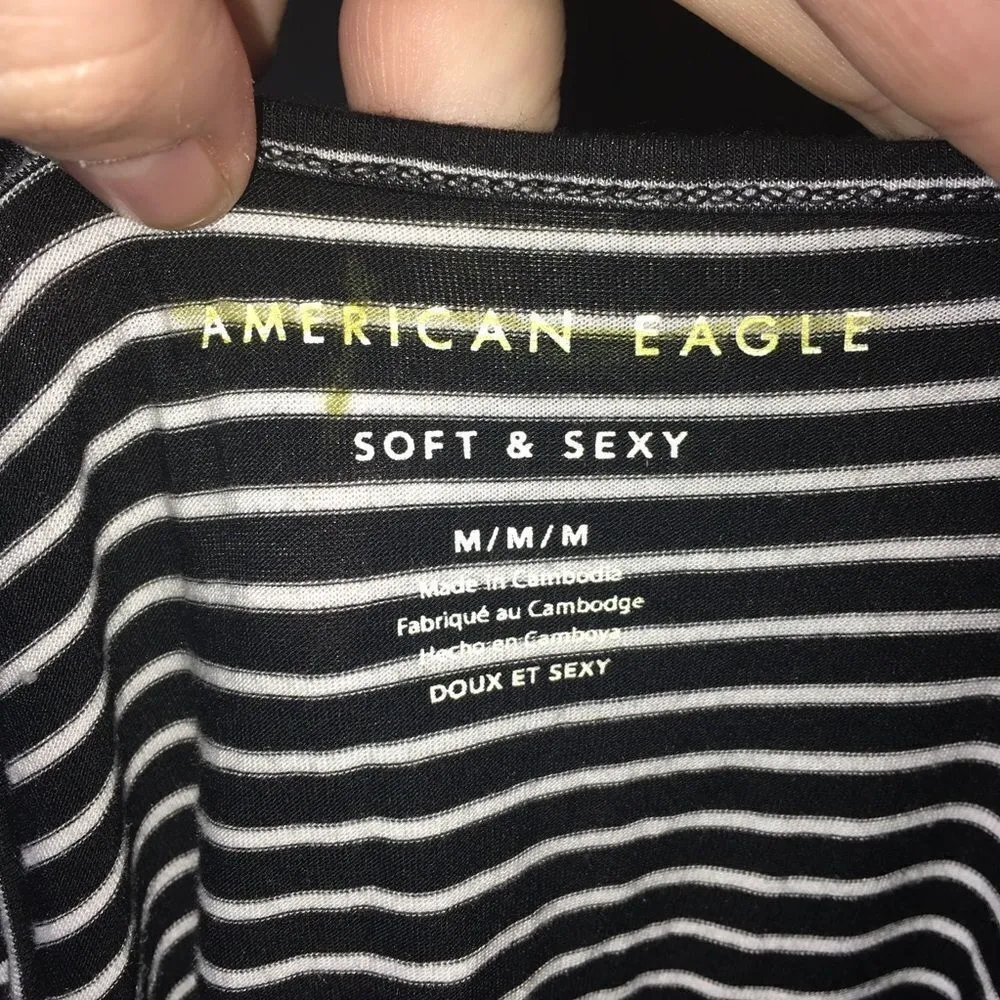 AMERICAN EAGLE
SOFT & SEXY
M/M/M
Made in Cambodia
Fabriqué au Cambodge
Hecho en Camboya
DOUX ET SEXY